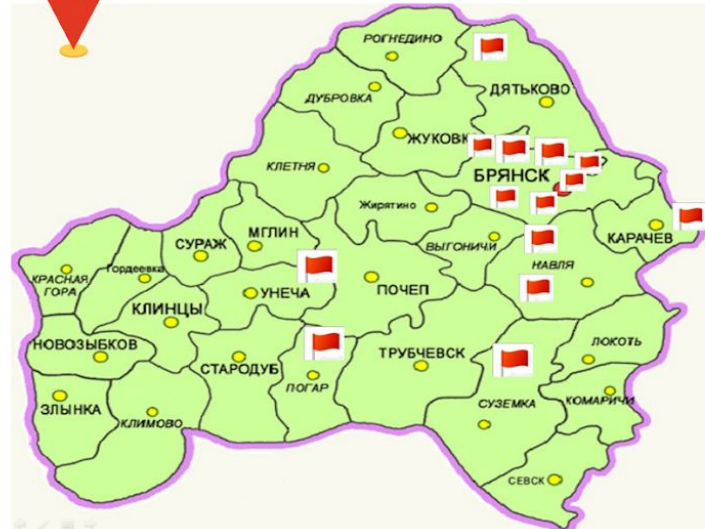 РОГНЕДИНО
ДЯТЬКОВО
ДУБРОВКА
ЖУКОВК
КЛЕТНЯ
БРЯНСК
Жирятино
МГЛИН
СУРАЖ
ВЫГОНИЧИ
КАРАЧЕВ
НАВЛЯ
КРАСНАЯ
ГОРА
Гордеевка
УНЕЧА
ПОЧЕП
КЛИНЦЫ
НОВОЗЫБКОВ
ЛОКОТЬ
ТРУБЧЕВСК
СТАРОДУБ
ПОГАР
ЗЛЫНКА
КЛИМОВО
СУЗЕМКА
КОМАРИЧИ
СЕВСК